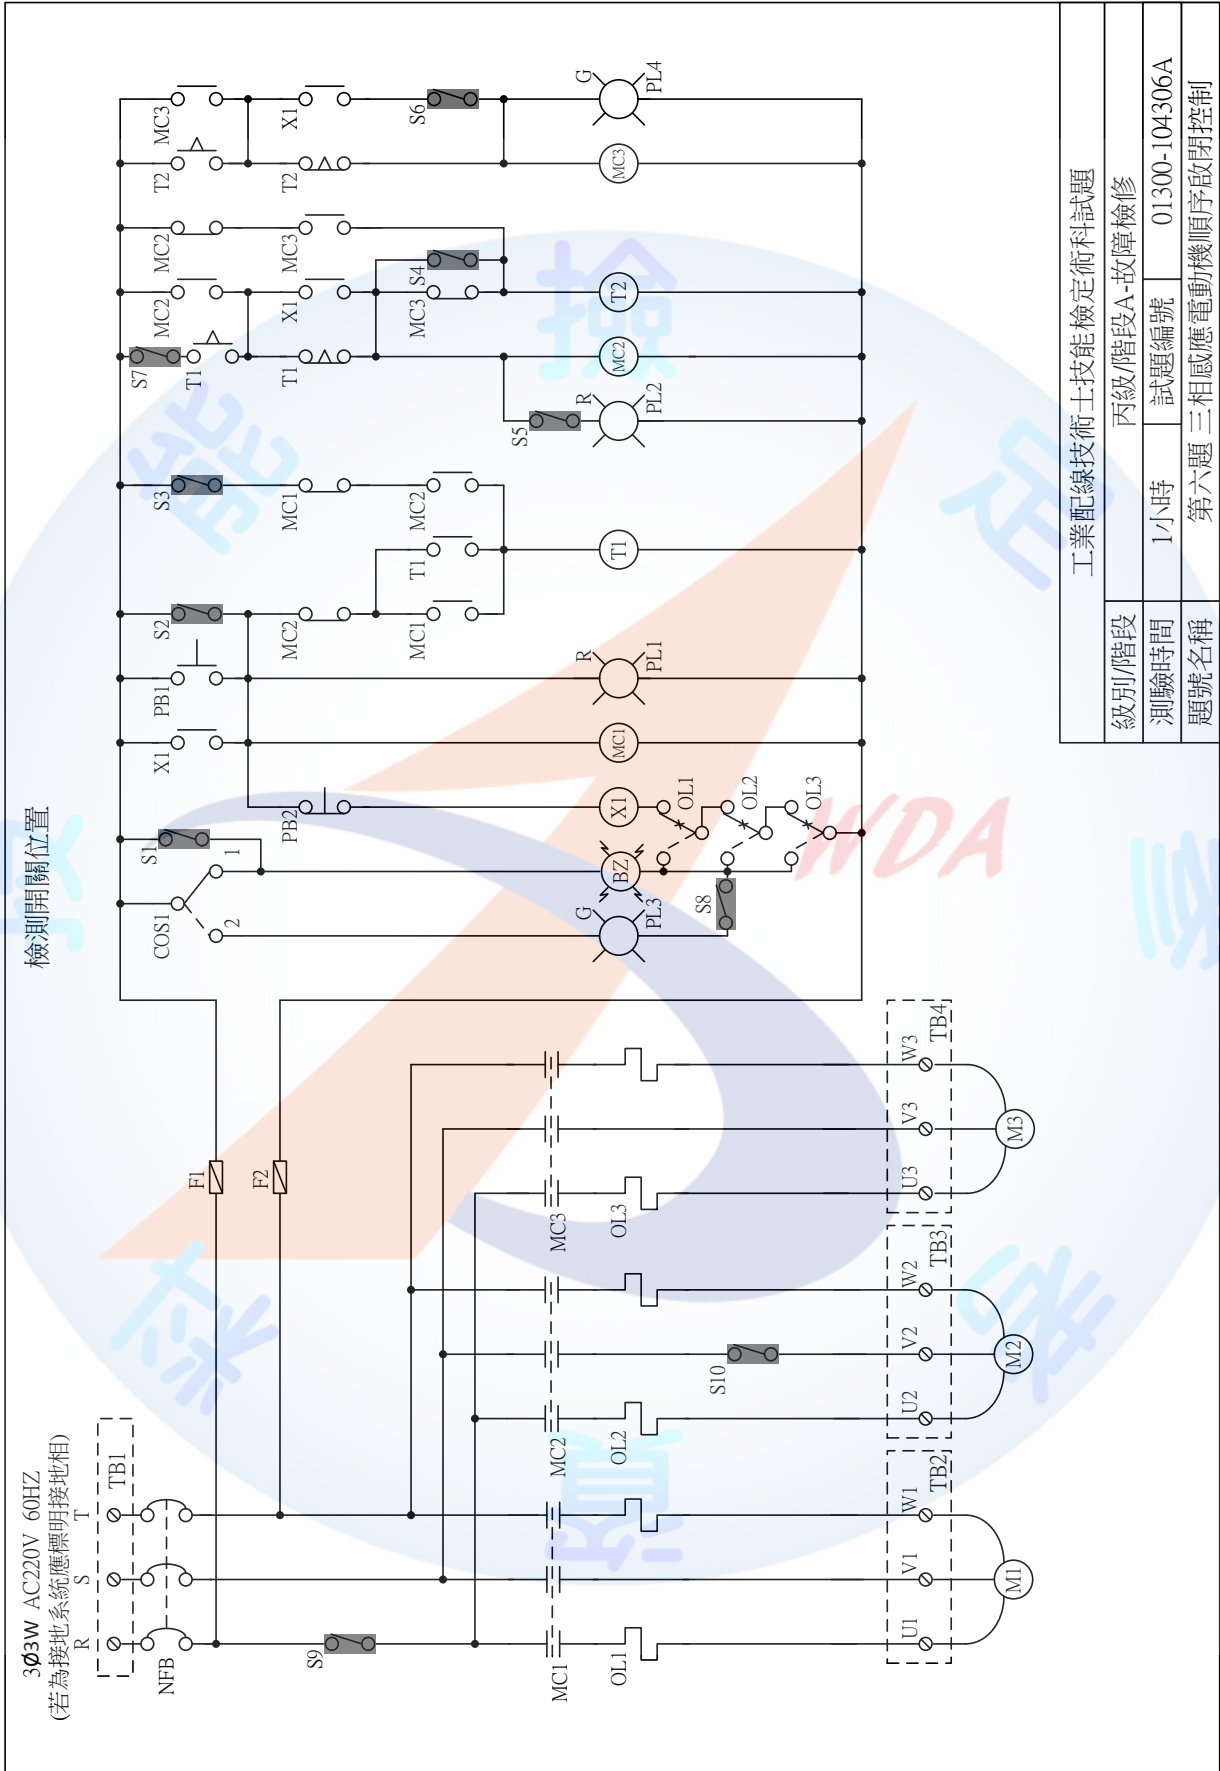 檢測開關位置
3Ø3W AC220V 60HZ
(若為接地系統應標明接地相)
R S T
TB1
NFB
F1
F2
S9
MC1 MC2 MC3
OL1 OL2 OL3
S10
U1 V1 W1 U2 V2 W2 U3 V3 W3
TB2 TB3 TB4
M1 M2 M3
COS1
2 1
S1
X1
PB1
S2
S3
S7
T1
MC2
MC2
T2
MC3
PB2
MC2
MC1
T1
X1
MC3
T2
X1
MC1
T1
MC2
MC3
S4
S6
S5
G
PL3
BZ
X1
MC1
R
PL1
T1
R
PL2
MC2
T2
MC3
G
PL4
S8
OL1
OL2
OL3
工業配線技術士技能檢定術科試題
級別/階段 丙級/階段A-故障檢修
測驗時間 1小時 試題編號 01300-104306A
題號名稱 第六題 三相感應電動機順序啟閉控制
WDA